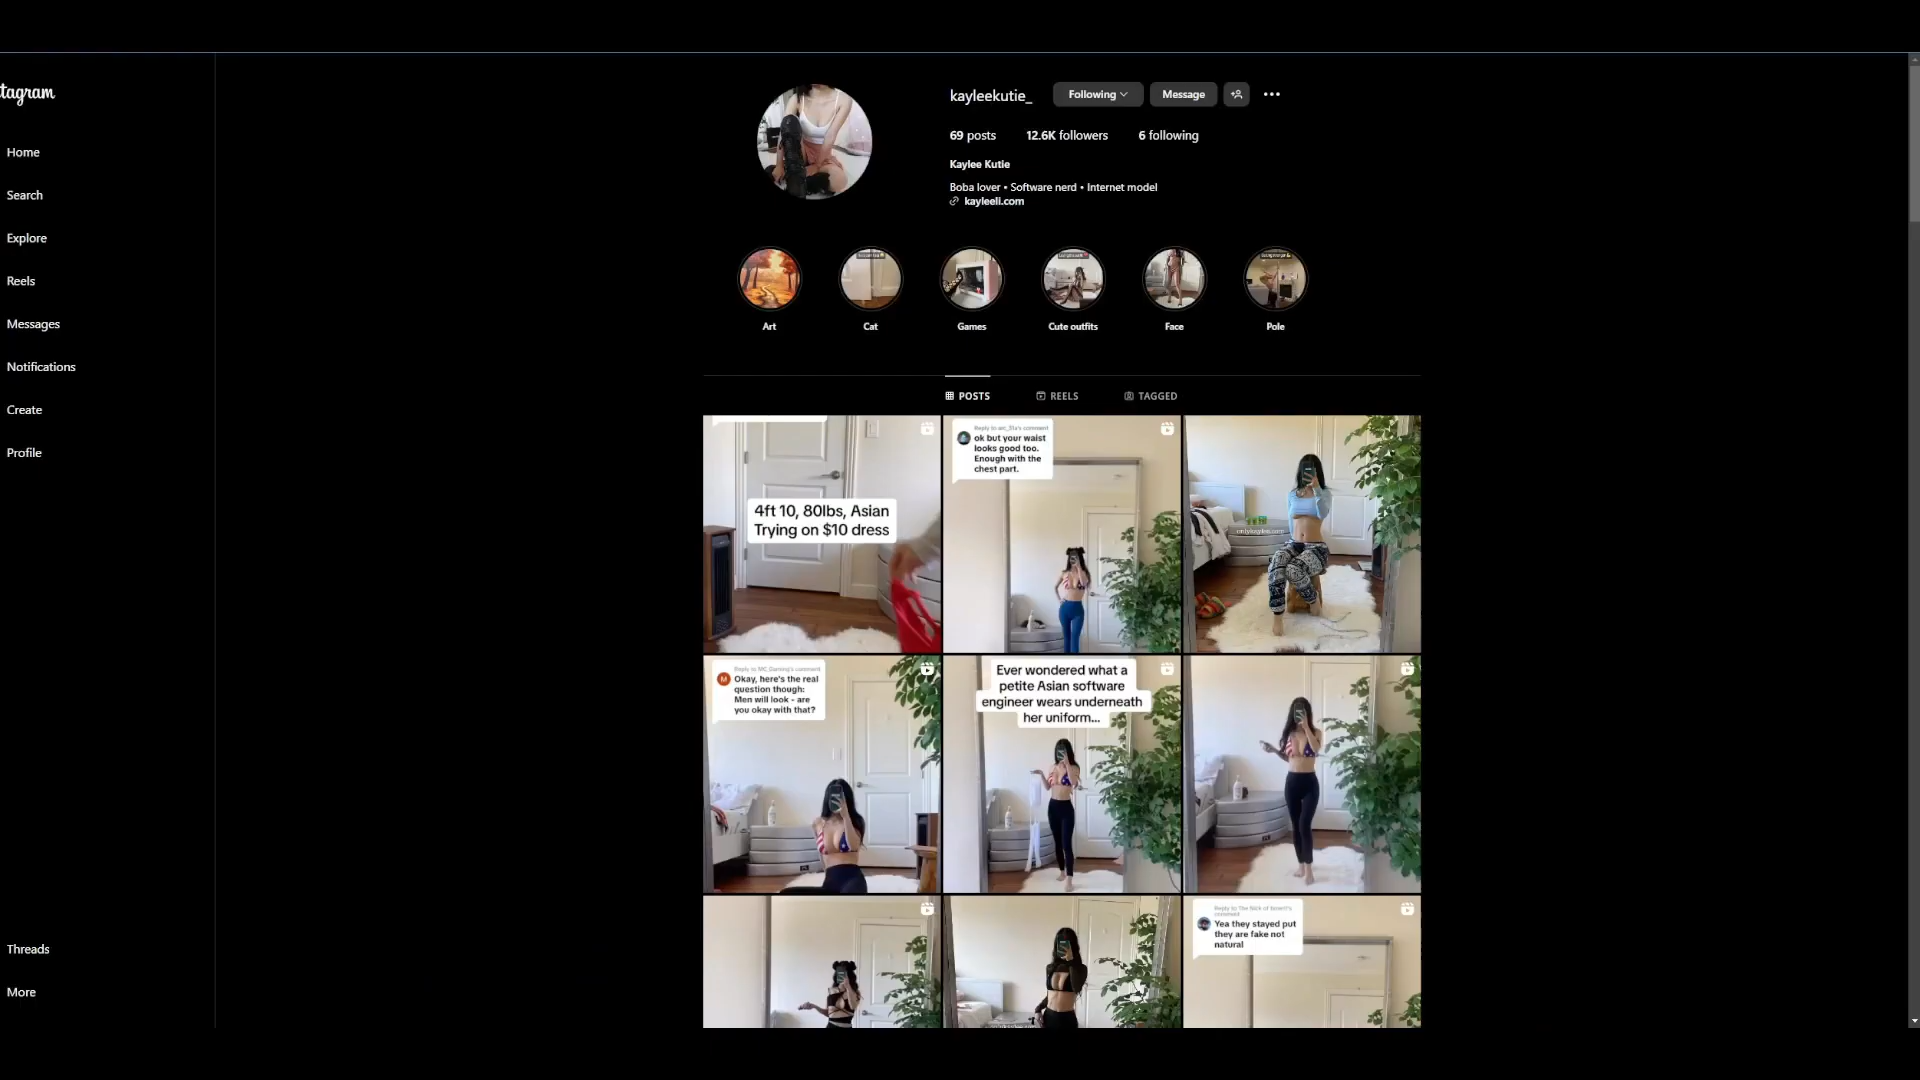 tagram
Home
Search
Explore
Reels
Messages
Notifications
Create
Profile
Threads
More
kayleekutie_
Following
Message
69 posts
12.6K followers
6 following
Kaylee Kutie
Boba lover • Software nerd • Internet model
kayleeli.com
Art
Cat
Games
Cute outfits
Face
Pole
POSTS
REELS
TAGGED
4ft 10, 80lbs, Asian
Trying on $10 dress
ok but your waist
looks good too.
Enough with the
chest part.
Okay, here's the real
question though:
Men will look - are
you okay with that?
Ever wondered what a
petite Asian software
engineer wears underneath
her uniform...
Yea they stayed put
they are fake not
natural